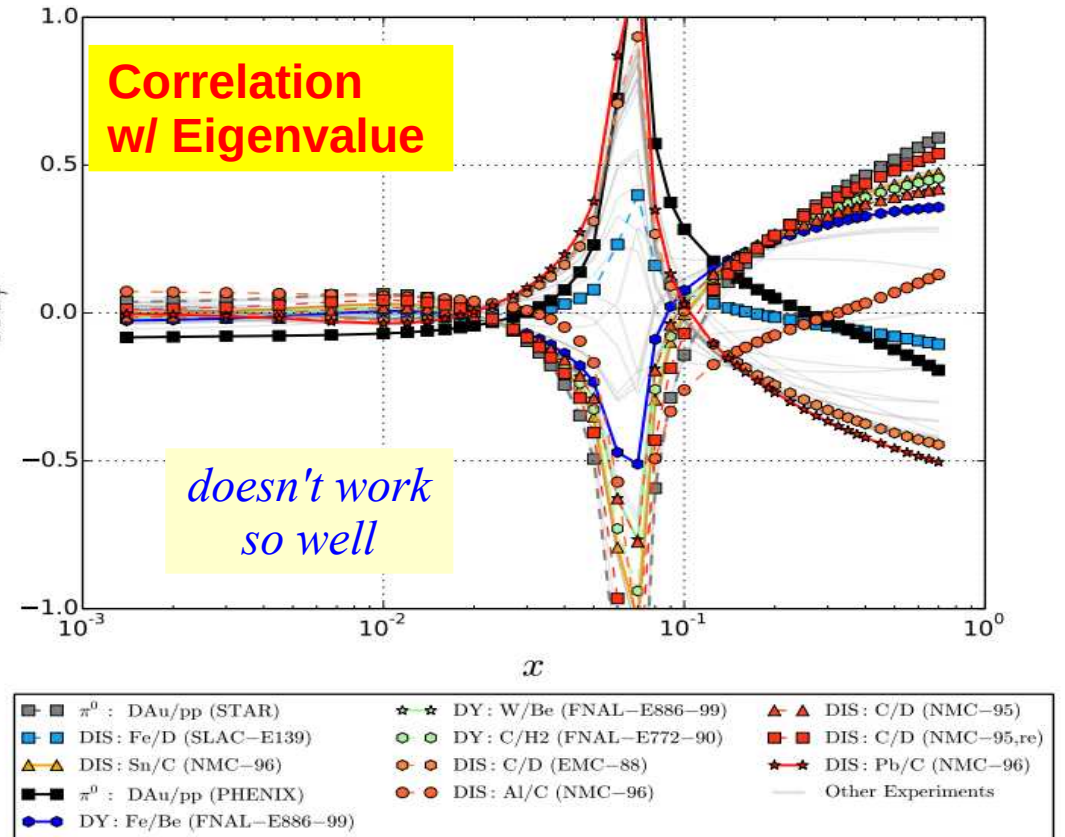 1.0
Correlation
w/ Eigenvalue
0.5
0.0
−0.5
doesn't work
so well
−1.0
10⁻³ 10⁻² 10⁻¹ 10⁰
x
π⁰ : DAu/pp (STAR)
DIS: Fe/D (SLAC−E139)
DIS: Sn/C (NMC−96)
π⁰ : DAu/pp (PHENIX)
DY: Fe/Be (FNAL−E886−99)
DY: W/Be (FNAL−E886−99)
DY: C/H2 (FNAL−E772−90)
DIS: C/D (EMC−88)
DIS: Al/C (NMC−96)
DIS: C/D (NMC−95)
DIS: C/D (NMC−95,re)
DIS: Pb/C (NMC−96)
Other Experiments